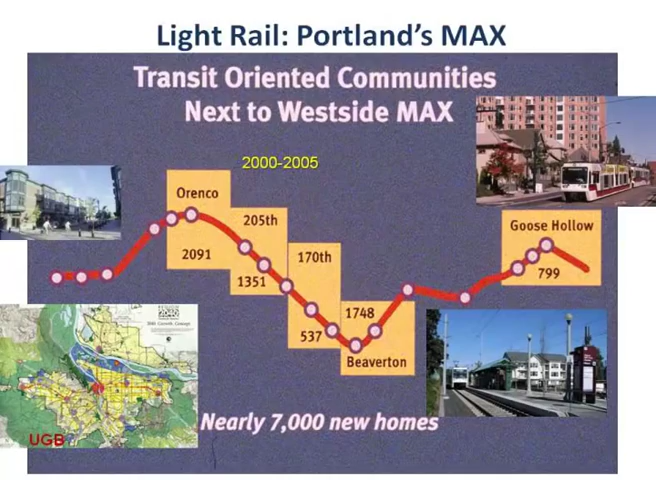 Light Rail: Portland's MAX
Transit Oriented Communities
Next to Westside MAX
2000-2005
Orenco
2091
205th
1351
170th
537
1748
Beaverton
Goose Hollow
799
UGB
Nearly 7,000 new homes